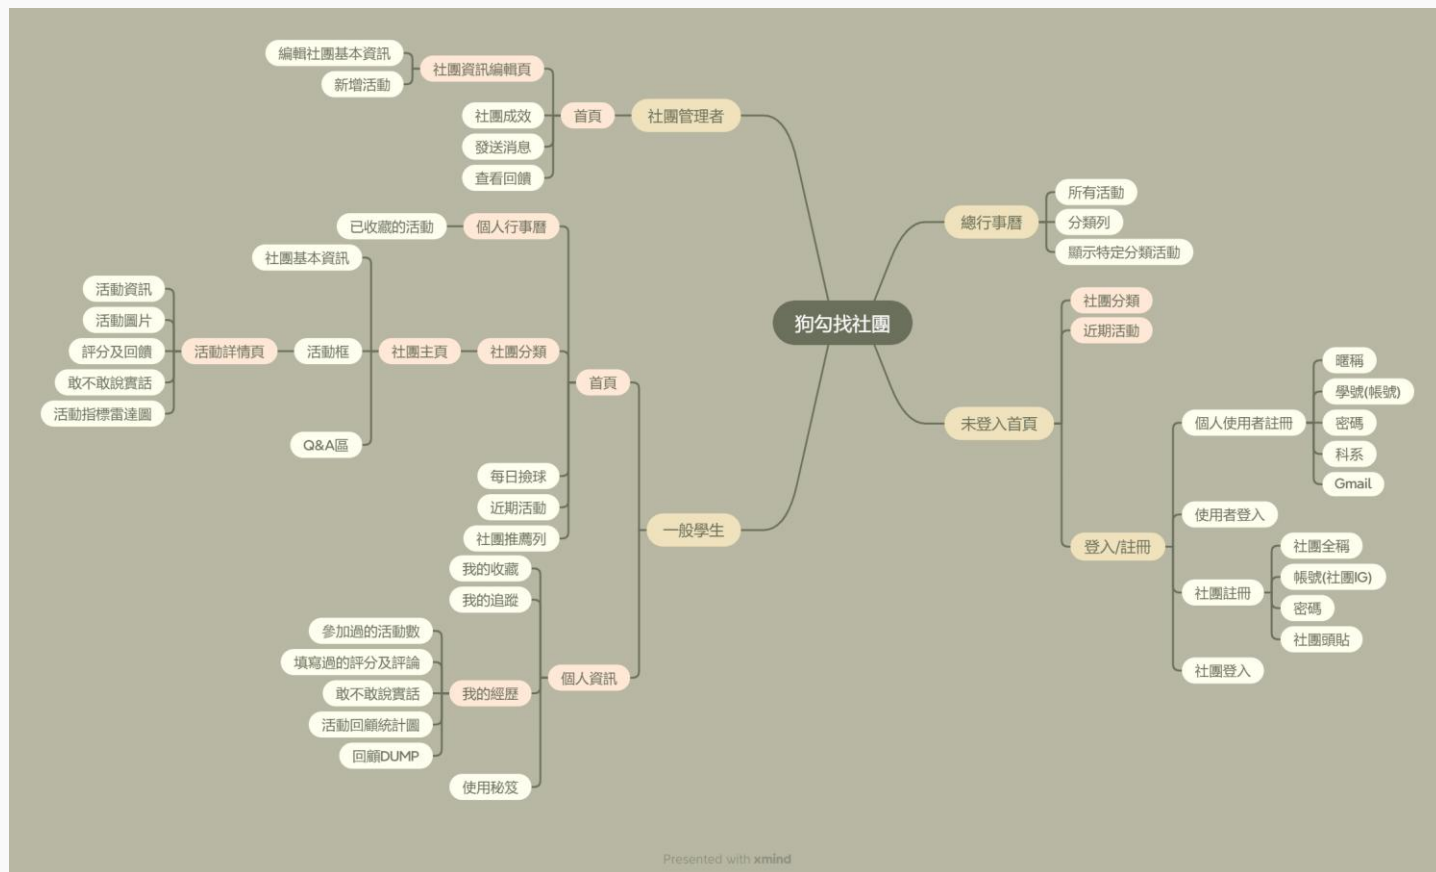 狗勾找社團
總行事曆
所有活動
分類列
顯示特定分類活動
未登入首頁
社團分類
近期活動
登入/註冊
個人使用者註冊
暱稱
學號(帳號)
密碼
科系
Gmail
使用者登入
社團註冊
社團全稱
帳號(社團IG)
密碼
社團頭貼
社團登入
社團管理者
首頁
社團資訊編輯頁
編輯社團基本資訊
新增活動
社團成效
發送消息
查看回饋
一般學生
首頁
個人行事曆
已收藏的活動
社團分類
社團主頁
社團基本資訊
活動框
活動詳情頁
活動資訊
活動圖片
評分及回饋
敢不敢說實話
活動指標雷達圖
Q&A區
每日撿球
近期活動
社團推薦列
個人資訊
我的收藏
我的追蹤
我的經歷
參加過的活動數
填寫過的評分及評論
敢不敢說實話
活動回顧統計圖
回顧DUMP
使用秘笈
Presented with xmind